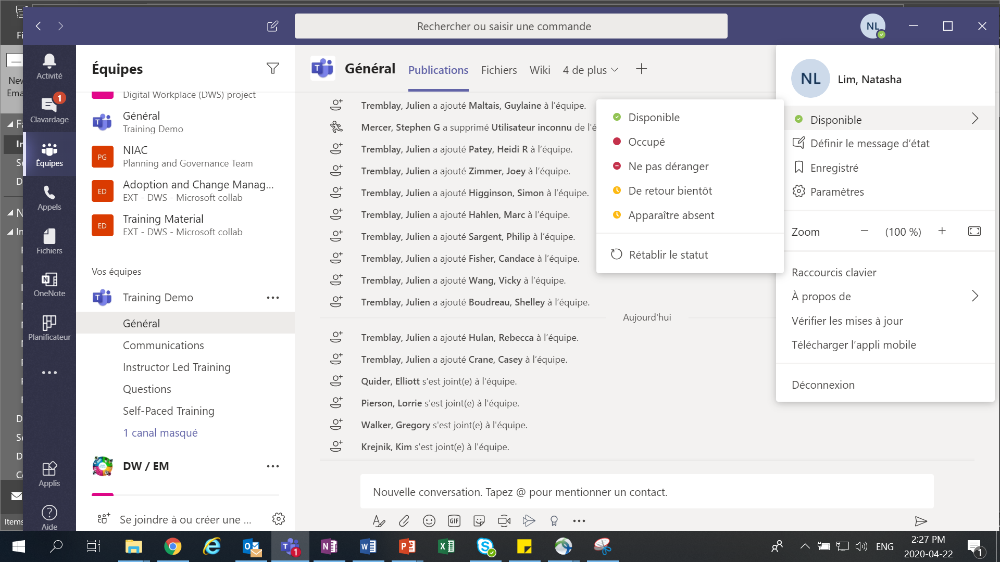 Rechercher ou saisir une commande
NL
Fi
New
Ema
Items
Activité
1
Clavardage
Équipes
Appels
Fichiers
OneNote
Planificateur
Applis
Aide
Équipes
Digital Workplace (DWS) project
Général
Training Demo
PG
NIAC
Planning and Governance Team
ED
Adoption and Change Manag...
EXT - DWS - Microsoft collab
ED
Training Material
EXT - DWS - Microsoft collab
Vos équipes
Training Demo
Général
Communications
Instructor Led Training
Questions
Self-Paced Training
1 canal masqué
DW / EM
Se joindre à ou créer une ...
Général
Publications
Fichiers
Wiki
4 de plus
Tremblay, Julien a ajouté Maltais, Guylaine à l’équipe.
Mercer, Stephen G a supprimé Utilisateur inconnu de l'é
Tremblay, Julien a ajouté Patey, Heidi R à l’équipe.
Tremblay, Julien a ajouté Zimmer, Joey à l’équipe.
Tremblay, Julien a ajouté Higginson, Simon à l’équipe.
Tremblay, Julien a ajouté Hahlen, Marc à l’équipe.
Tremblay, Julien a ajouté Sargent, Philip à l’équipe.
Tremblay, Julien a ajouté Fisher, Candace à l’équipe.
Tremblay, Julien a ajouté Wang, Vicky à l’équipe.
Tremblay, Julien a ajouté Boudreau, Shelley à l’équipe.
Aujourd'hui
Tremblay, Julien a ajouté Hulan, Rebecca à l’équipe.
Tremblay, Julien a ajouté Crane, Casey à l’équipe.
Quider, Elliott s'est joint(e) à l'équipe.
Pierson, Lorrie s'est joint(e) à l'équipe.
Walker, Gregory s'est joint(e) à l'équipe.
Krejnik, Kim s'est joint(e) à l'équipe.
Nouvelle conversation. Tapez @ pour mentionner un contact.
GIF
Disponible
Occupé
Ne pas déranger
De retour bientôt
Apparaître absent
Rétablir le statut
NL
Lim, Natasha
Disponible
Définir le message d’état
Enregistré
Paramètres
Zoom
(100 %)
Raccourcis clavier
À propos de
Vérifier les mises à jour
Télécharger l’appli mobile
Déconnexion
1
ENG
2:27 PM
2020-04-22
1